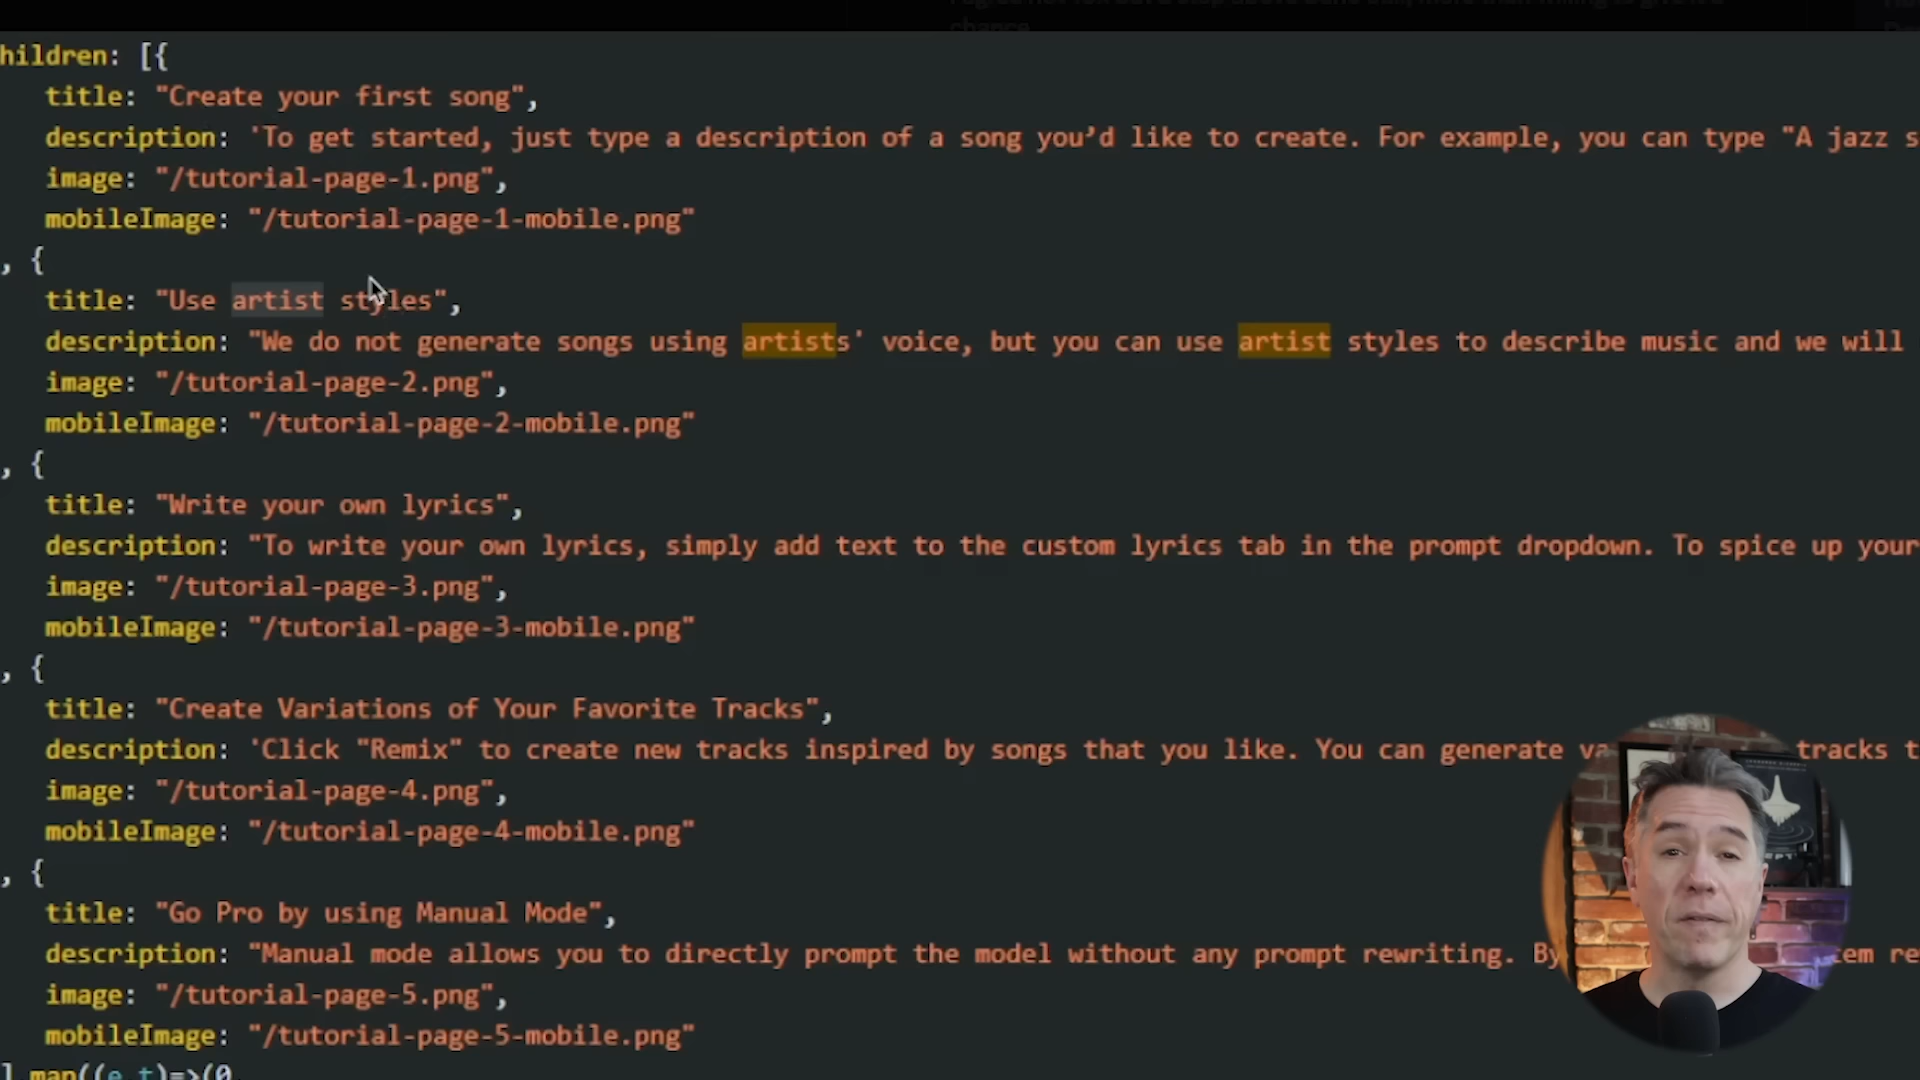 chance
hildren: [{
title: "Create your first song",
description: 'To get started, just type a description of a song you’d like to create. For example, you can type "A jazz s
image: "/tutorial-page-1.png",
mobileImage: "/tutorial-page-1-mobile.png"
, {
title: "Use artist styles",
description: "We do not generate songs using artists' voice, but you can use artist styles to describe music and we will
image: "/tutorial-page-2.png",
mobileImage: "/tutorial-page-2-mobile.png"
, {
title: "Write your own lyrics",
description: "To write your own lyrics, simply add text to the custom lyrics tab in the prompt dropdown. To spice up your
image: "/tutorial-page-3.png",
mobileImage: "/tutorial-page-3-mobile.png"
, {
title: "Create Variations of Your Favorite Tracks",
description: 'Click "Remix" to create new tracks inspired by songs that you like. You can generate va tracks t
image: "/tutorial-page-4.png",
mobileImage: "/tutorial-page-4-mobile.png"
, {
title: "Go Pro by using Manual Mode",
description: "Manual mode allows you to directly prompt the model without any prompt rewriting. By tem re
image: "/tutorial-page-5.png",
mobileImage: "/tutorial-page-5-mobile.png"
].map((e,t)=>(0,